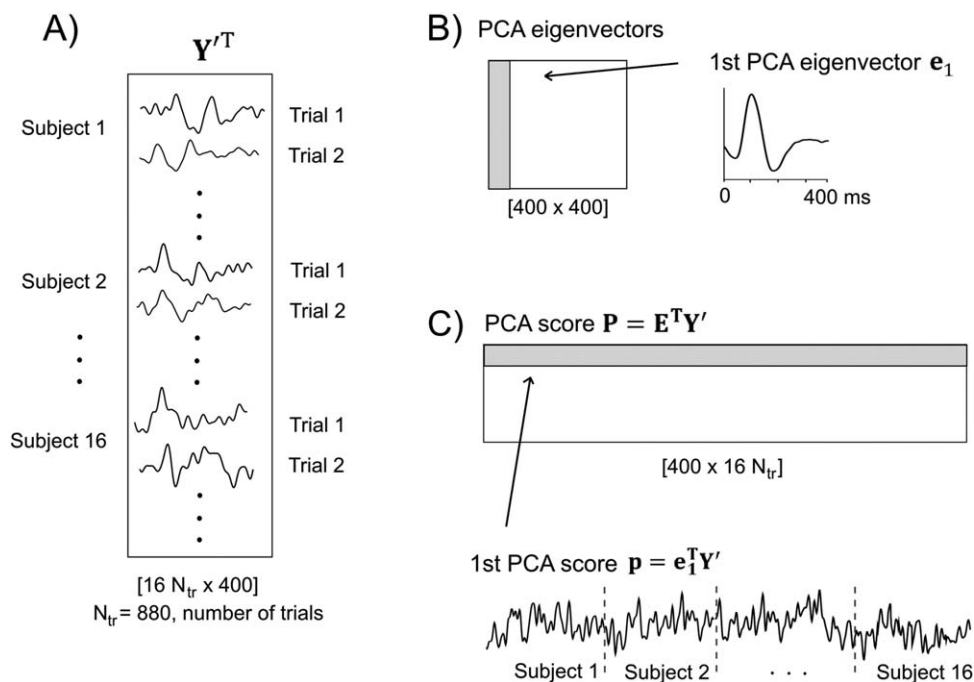 A)
Y'ᵀ
Subject 1
Trial 1
Trial 2
Subject 2
Trial 1
Trial 2
Subject 16
Trial 1
Trial 2
[16 Nₜᵣ x 400]
Nₜᵣ = 880, number of trials
B) PCA eigenvectors
1st PCA eigenvector e₁
[400 x 400]
0 400 ms
C) PCA score P = EᵀY'
[400 x 16 Nₜᵣ]
1st PCA score p = e₁ᵀY'
Subject 1 Subject 2 . . . Subject 16